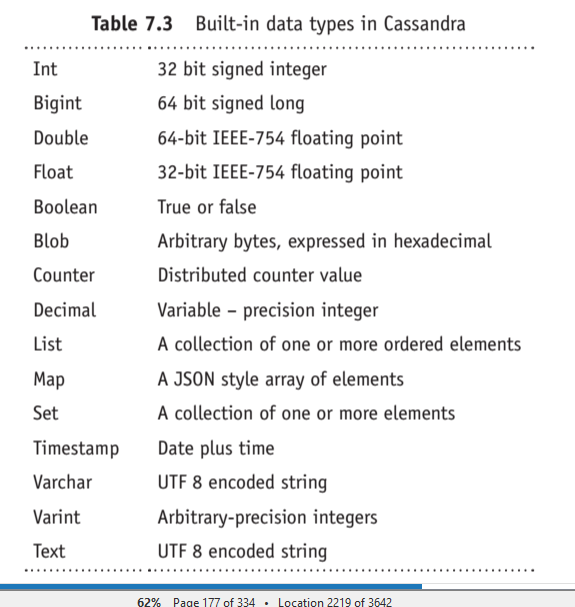 Table 7.3 Built-in data types in Cassandra
Int 32 bit signed integer
Bigint 64 bit signed long
Double 64-bit IEEE-754 floating point
Float 32-bit IEEE-754 floating point
Boolean True or false
Blob Arbitrary bytes, expressed in hexadecimal
Counter Distributed counter value
Decimal Variable – precision integer
List A collection of one or more ordered elements
Map A JSON style array of elements
Set A collection of one or more elements
Timestamp Date plus time
Varchar UTF 8 encoded string
Varint Arbitrary-precision integers
Text UTF 8 encoded string
62% Page 177 of 334 • Location 2219 of 3642